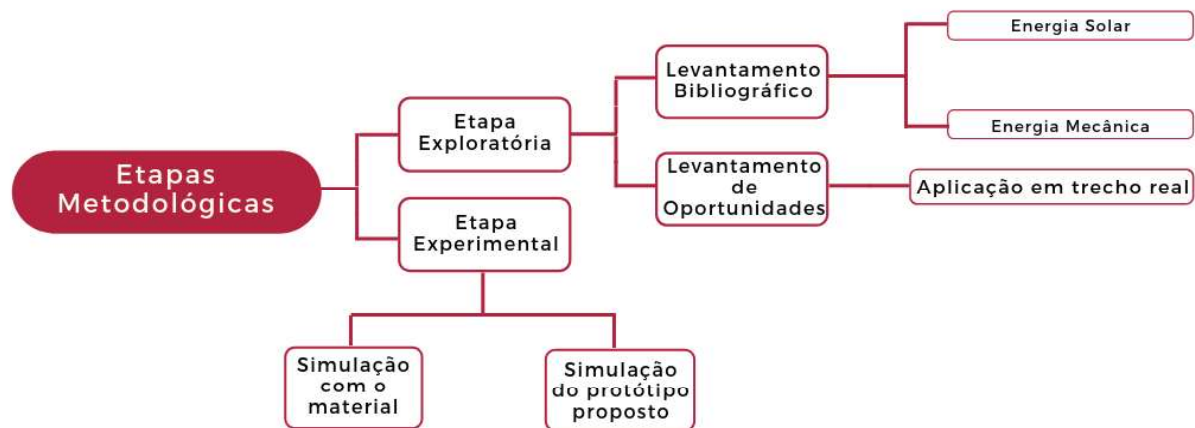 Etapas
Metodológicas
Etapa
Exploratória
Levantamento
Bibliográfico
Energia Solar
Energia Mecânica
Levantamento
de
Oportunidades
Aplicação em trecho real
Etapa
Experimental
Simulação
com o
material
Simulação
do protótipo
proposto